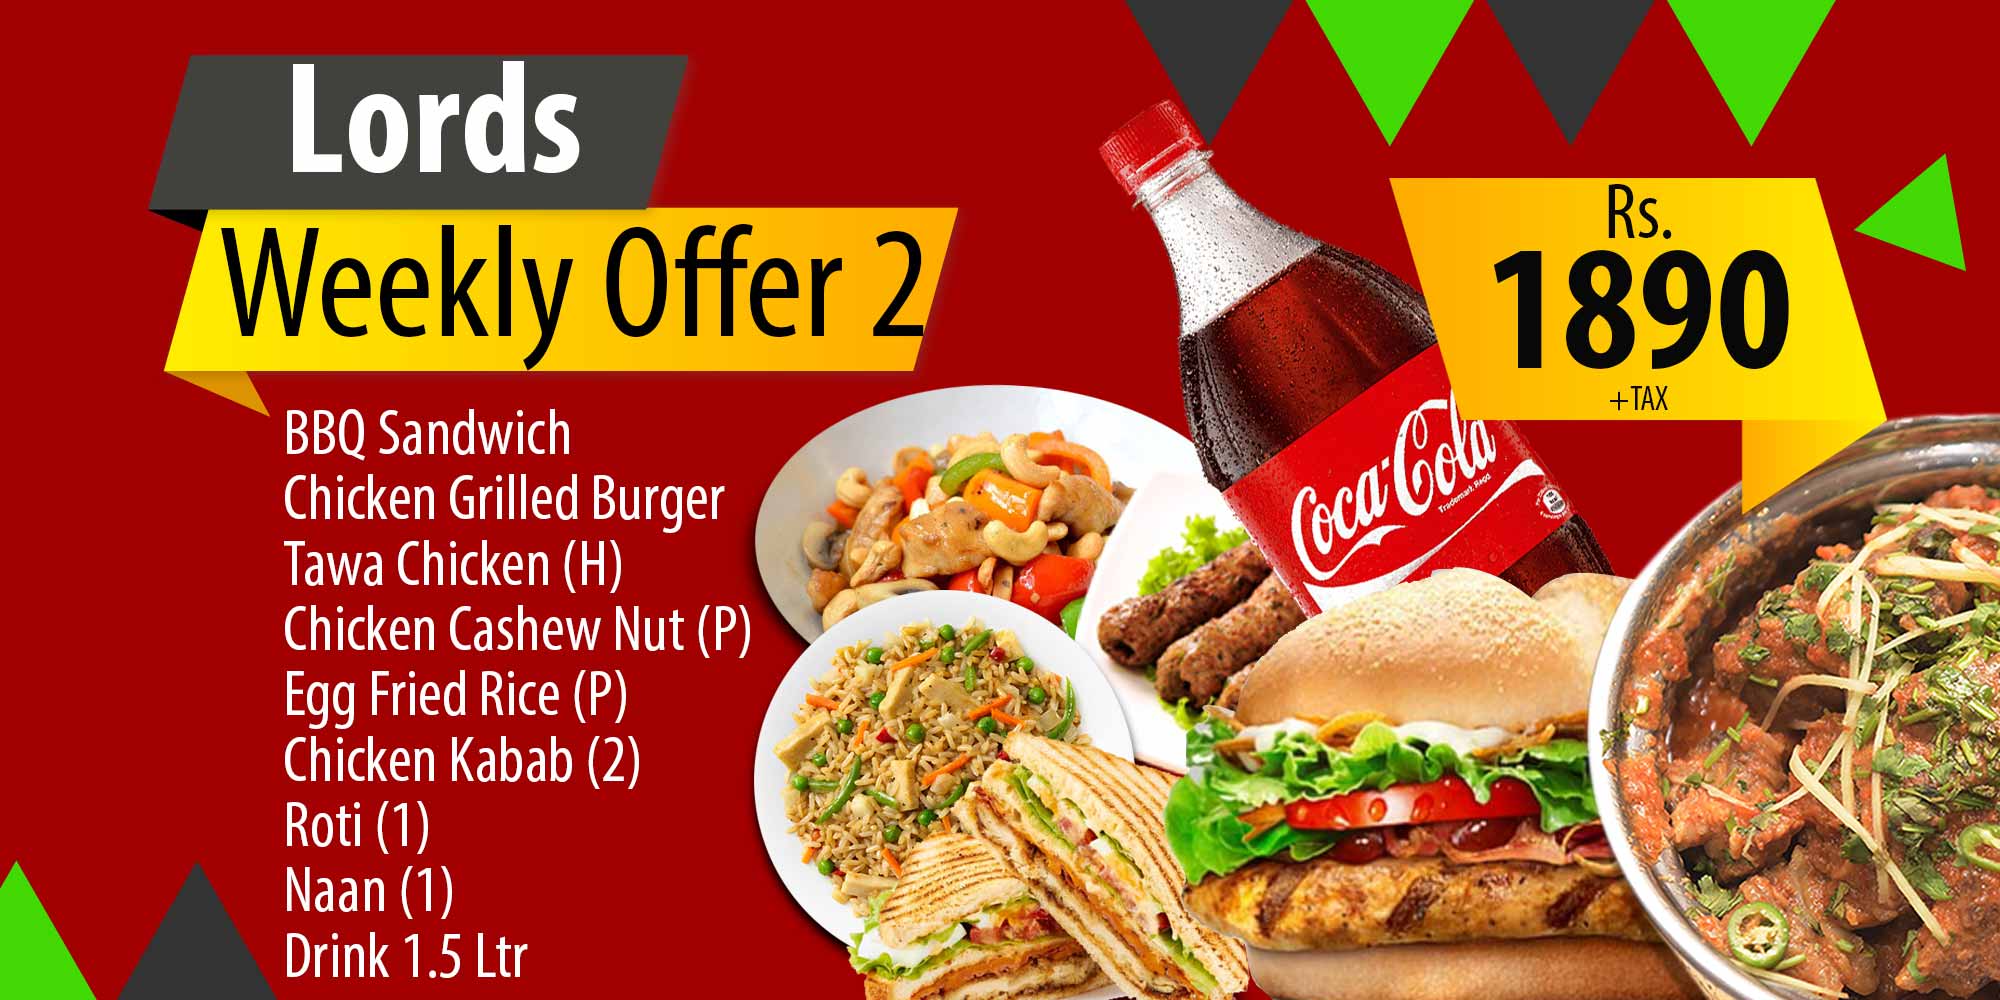 Lords
Weekly Offer 2
Rs.
1890
+TAX
BBQ Sandwich
Chicken Grilled Burger
Tawa Chicken (H)
Chicken Cashew Nut (P)
Egg Fried Rice (P)
Chicken Kabab (2)
Roti (1)
Naan (1)
Drink 1.5 Ltr
Coca-Cola
Trademark Regd